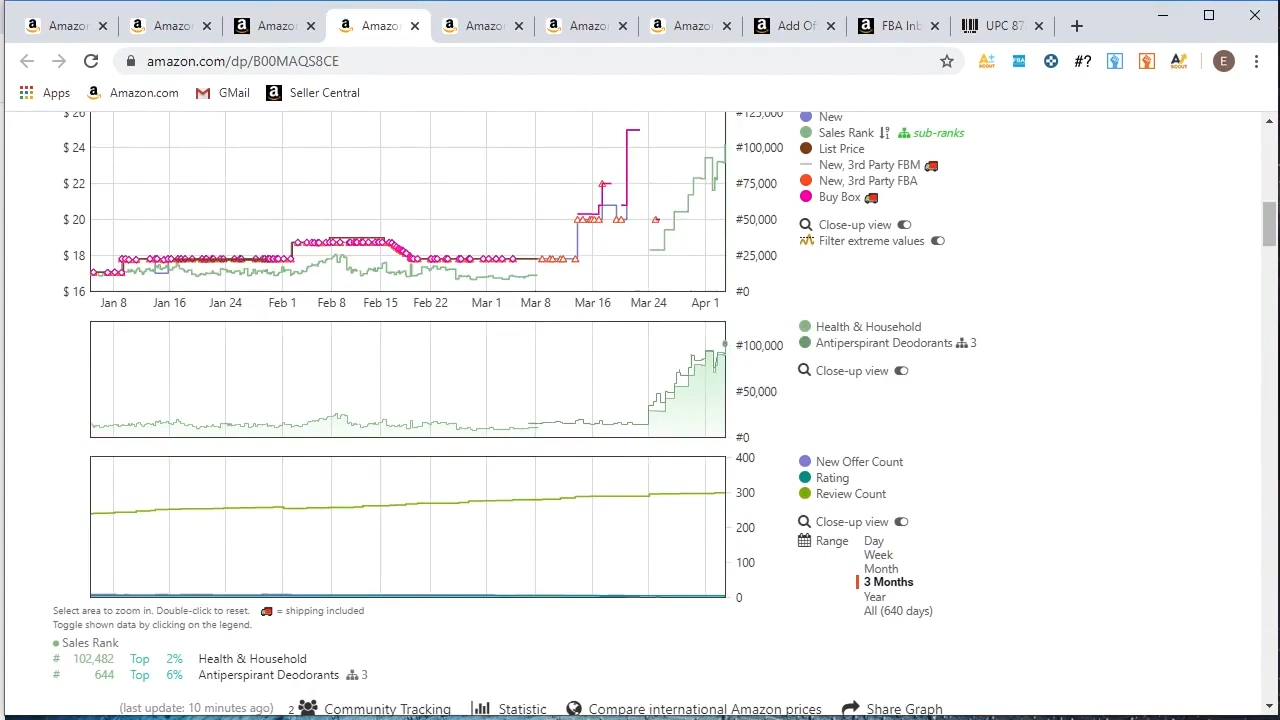 Amazon Amazon Amazon Amazon Amazon Amazon Amazon Add Of FBA Inb UPC 87
amazon.com/dp/B00MAQS8CE
FBA #? E
Apps Amazon.com GMail Seller Central
$ 26 #125,000 New
Sales Rank sub-ranks
$ 24 #100,000 List Price
New, 3rd Party FBM
$ 22 #75,000 New, 3rd Party FBA
Buy Box
$ 20 #50,000 Close-up view
Filter extreme values
$ 18 #25,000
$ 16 #0
Jan 8 Jan 16 Jan 24 Feb 1 Feb 8 Feb 15 Feb 22 Mar 1 Mar 8 Mar 16 Mar 24 Apr 1
Health & Household
#100,000 Antiperspirant Deodorants 3
Close-up view
#50,000
#0
400 New Offer Count
Rating
300 Review Count
200 Close-up view
Range Day
Week
100 Month
3 Months
0 Year
Select area to zoom in. Double-click to reset. = shipping included All (640 days)
Toggle shown data by clicking on the legend.
Sales Rank
# 102,482 Top 2% Health & Household
# 644 Top 6% Antiperspirant Deodorants 3
(last update: 10 minutes ago) 2 Community Tracking Statistic Compare international Amazon prices Share Graph